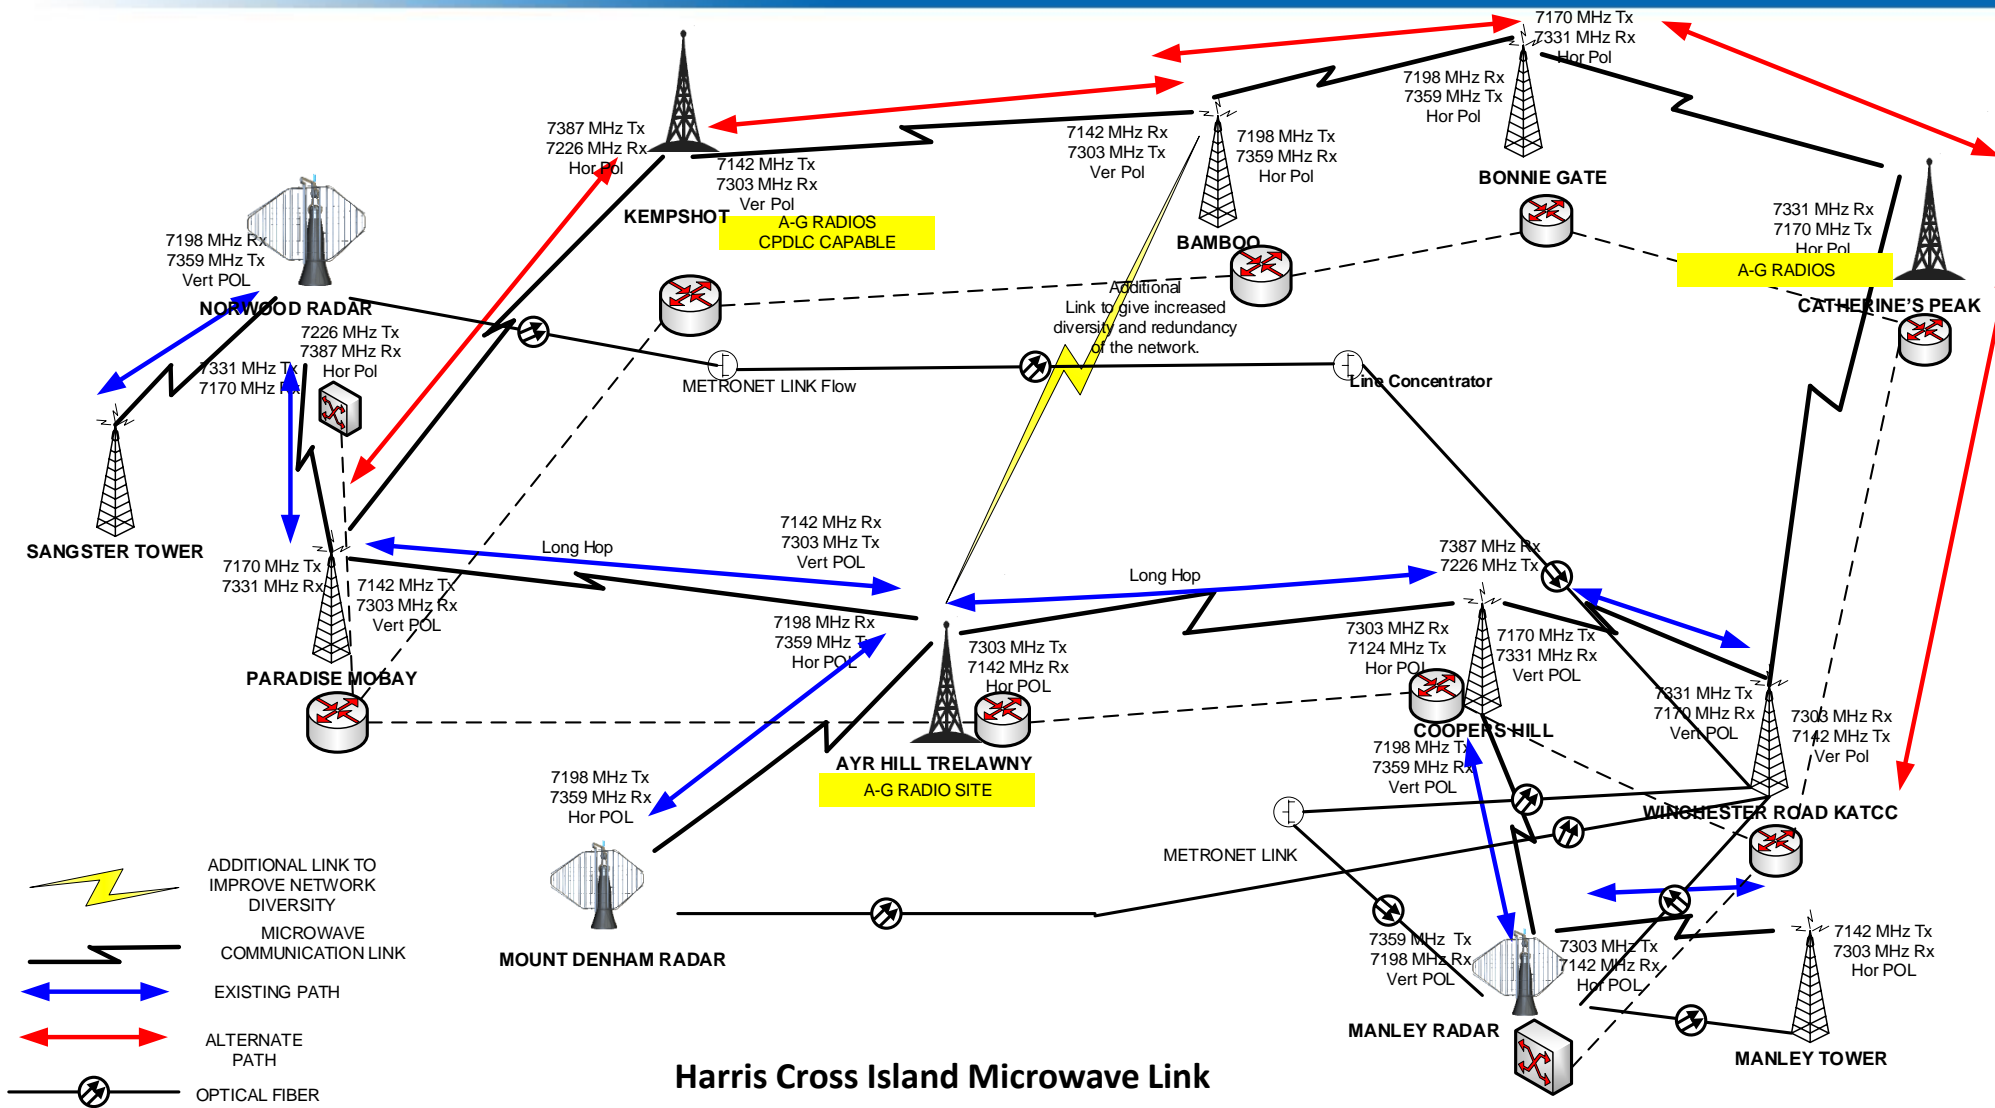 7170 MHz Tx
7331 MHz Rx
Hor Pol
7198 MHz Rx
7359 MHz Tx
Hor Pol
7387 MHz Tx
7226 MHz Rx
Hor Pol
7142 MHz Tx
7303 MHz Rx
Ver Pol
KEMPSHOT
A-G RADIOS
CPDLC CAPABLE
7142 MHz Rx
7303 MHz Tx
Ver Pol
7198 MHz Tx
7359 MHz Rx
Hor Pol
BAMBOO
BONNIE GATE
7331 MHz Rx
7170 MHz Tx
Hor Pol
A-G RADIOS
CATHERINE'S PEAK
7198 MHz Rx
7359 MHz Tx
Vert POL
NORWOOD RADAR
7226 MHz Tx
7387 MHz Rx
Hor Pol
7331 MHz Tx
7170 MHz Rx
Additional
Link to give increased
diversity and redundancy
of the network.
METRONET LINK Flow
Line Concentrator
SANGSTER TOWER
7170 MHz Tx
7331 MHz Rx
7142 MHz Tx
7303 MHz Rx
Vert POL
PARADISE MOBAY
Long Hop
7142 MHz Rx
7303 MHz Tx
Vert POL
7198 MHz Rx
7359 MHz Tx
Hor POL
7303 MHz Tx
7142 MHz Rx
Hor POL
AYR HILL TRELAWNY
A-G RADIO SITE
Long Hop
7387 MHz Rx
7226 MHz Tx
7303 MHZ Rx
7124 MHz Tx
Hor POL
7170 MHz Tx
7331 MHz Rx
Vert POL
COOPERS HILL
7198 MHz Tx
7359 MHz Rx
Vert POL
7331 MHz Tx
7170 MHz Rx
Vert POL
7303 MHz Rx
7142 MHz Tx
Ver Pol
WINCHESTER ROAD KATCC
7198 MHz Tx
7359 MHz Rx
Hor POL
MOUNT DENHAM RADAR
METRONET LINK
7359 MHz Tx
7198 MHz Rx
Vert POL
MANLEY RADAR
7303 MHz Tx
7142 MHz Rx
Hor POL
7142 MHz Tx
7303 MHz Rx
Hor POL
MANLEY TOWER
ADDITIONAL LINK TO
IMPROVE NETWORK
DIVERSITY
MICROWAVE
COMMUNICATION LINK
EXISTING PATH
ALTERNATE
PATH
OPTICAL FIBER
Harris Cross Island Microwave Link